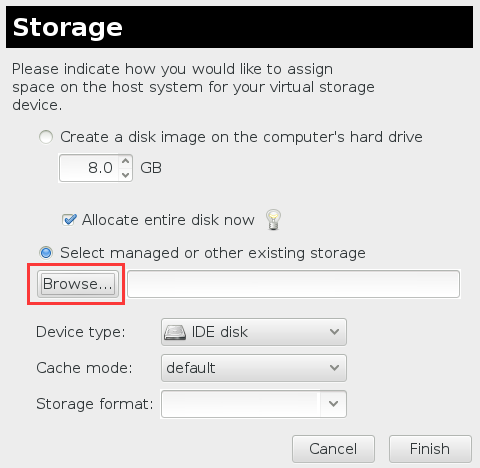 Storage
Please indicate how you would like to assign
space on the host system for your virtual storage
device.
Create a disk image on the computer's hard drive
8.0 GB
Allocate entire disk now
Select managed or other existing storage
Browse...
Device type: IDE disk
Cache mode: default
Storage format:
Cancel Finish